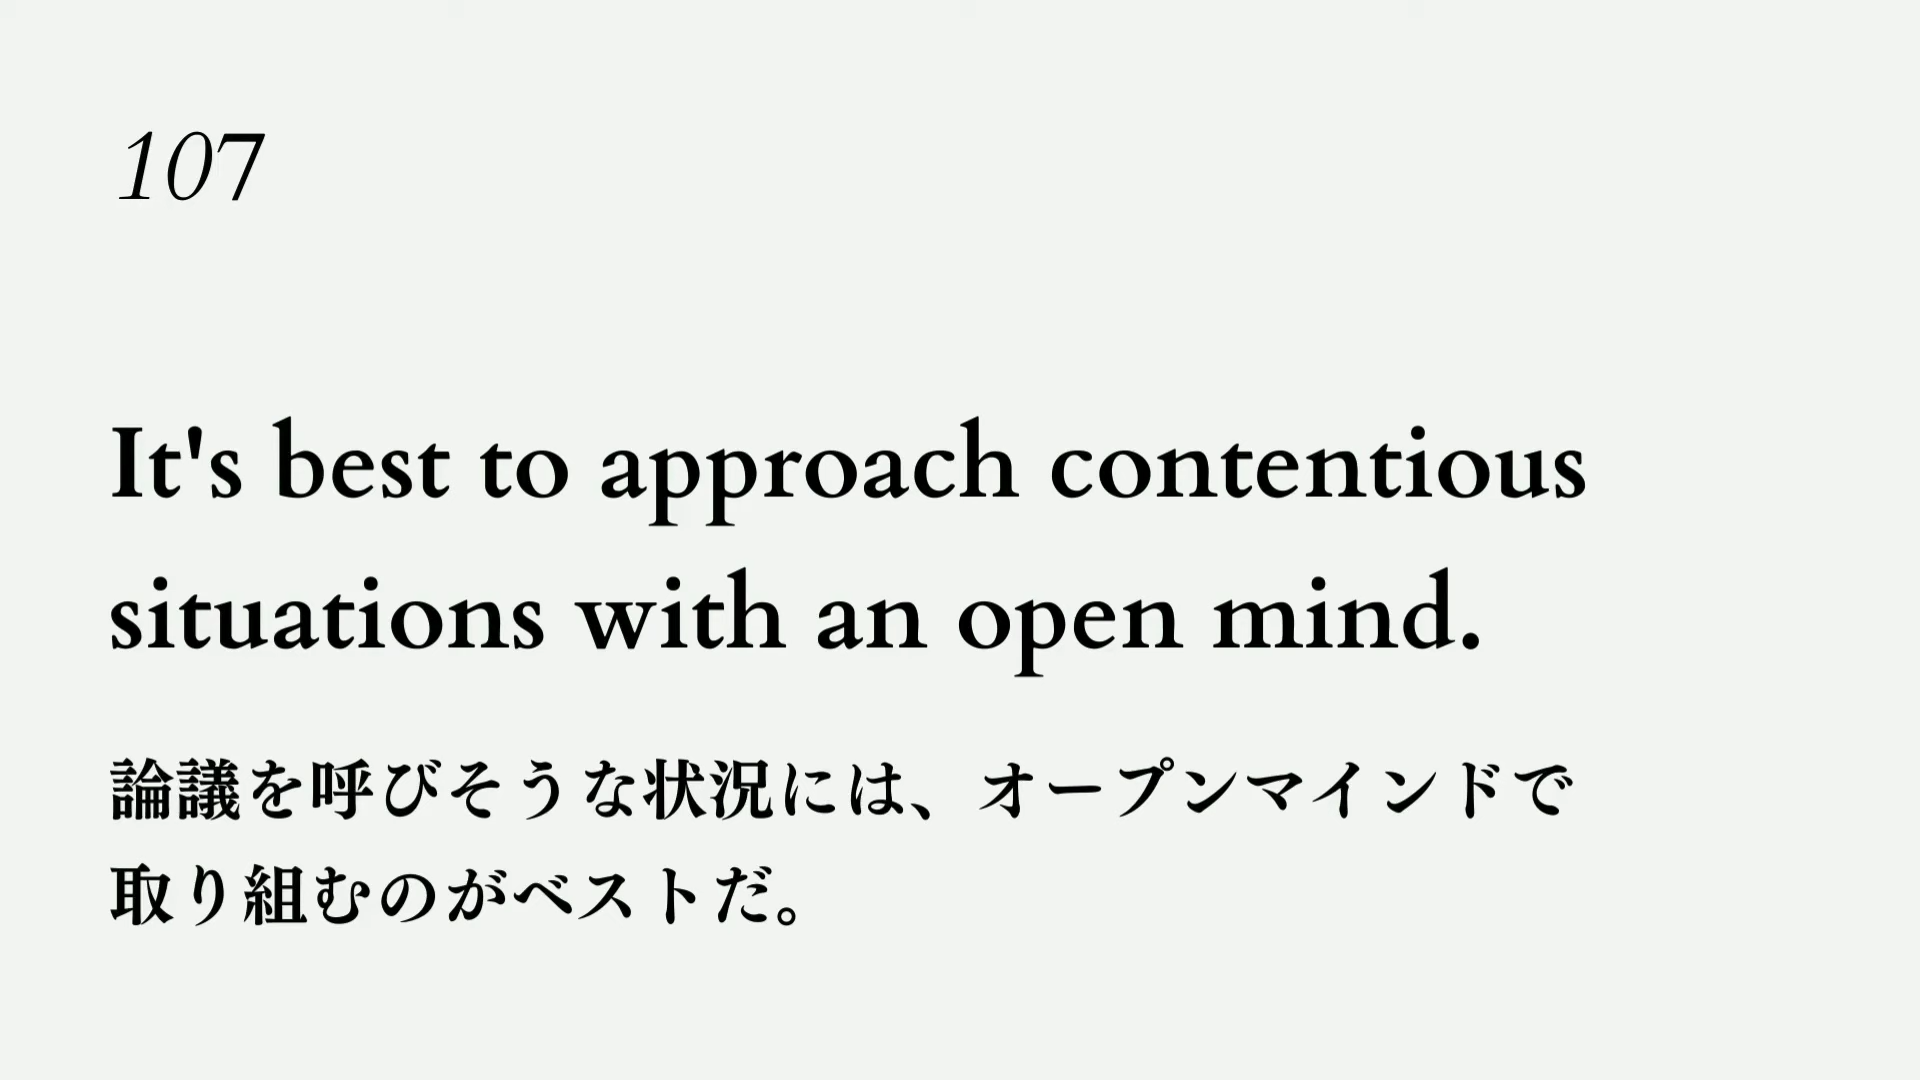 107
It's best to approach contentious
situations with an open mind.
論議を呼びそうな状況には、オープンマインドで
取り組むのがベストだ。